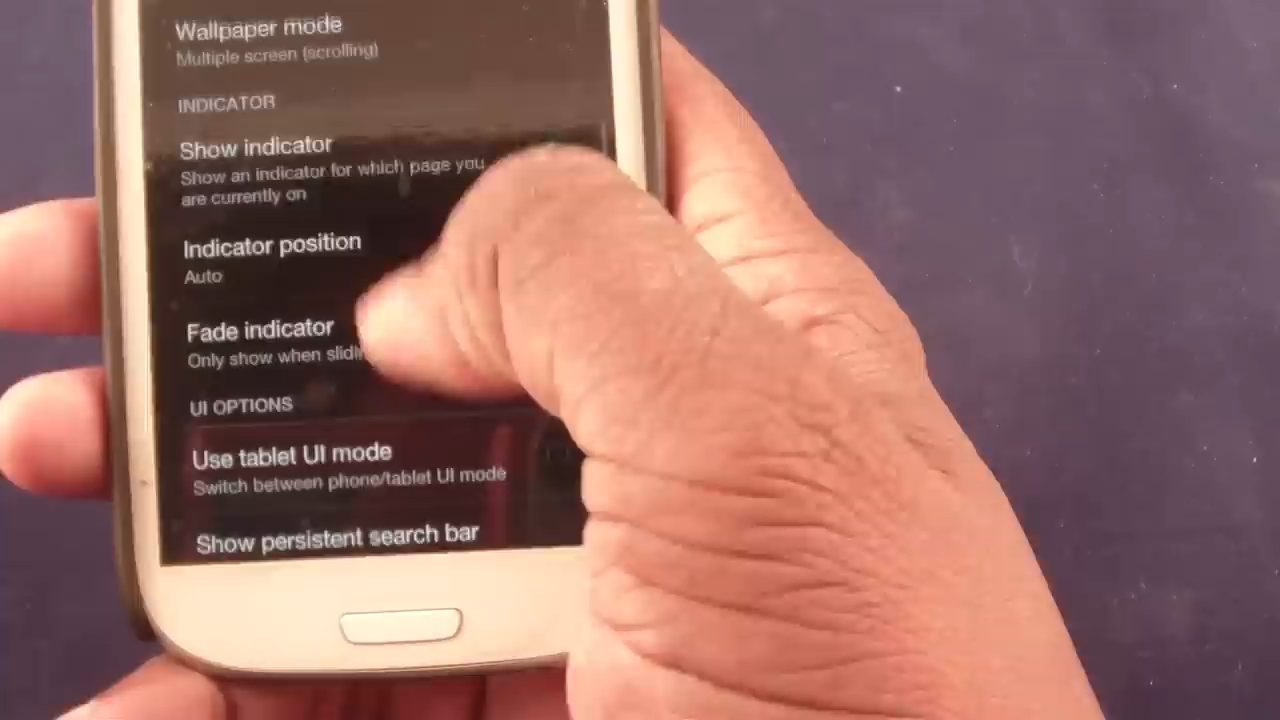 Wallpaper mode
Multiple screen (scrolling)
INDICATOR
Show indicator
Show an indicator for which page you
are currently on
Indicator position
Auto
Fade indicator
Only show when
UI OPTIONS
Use tablet UI mode
Switch between phone/tablet UI mode
Show persistent search bar